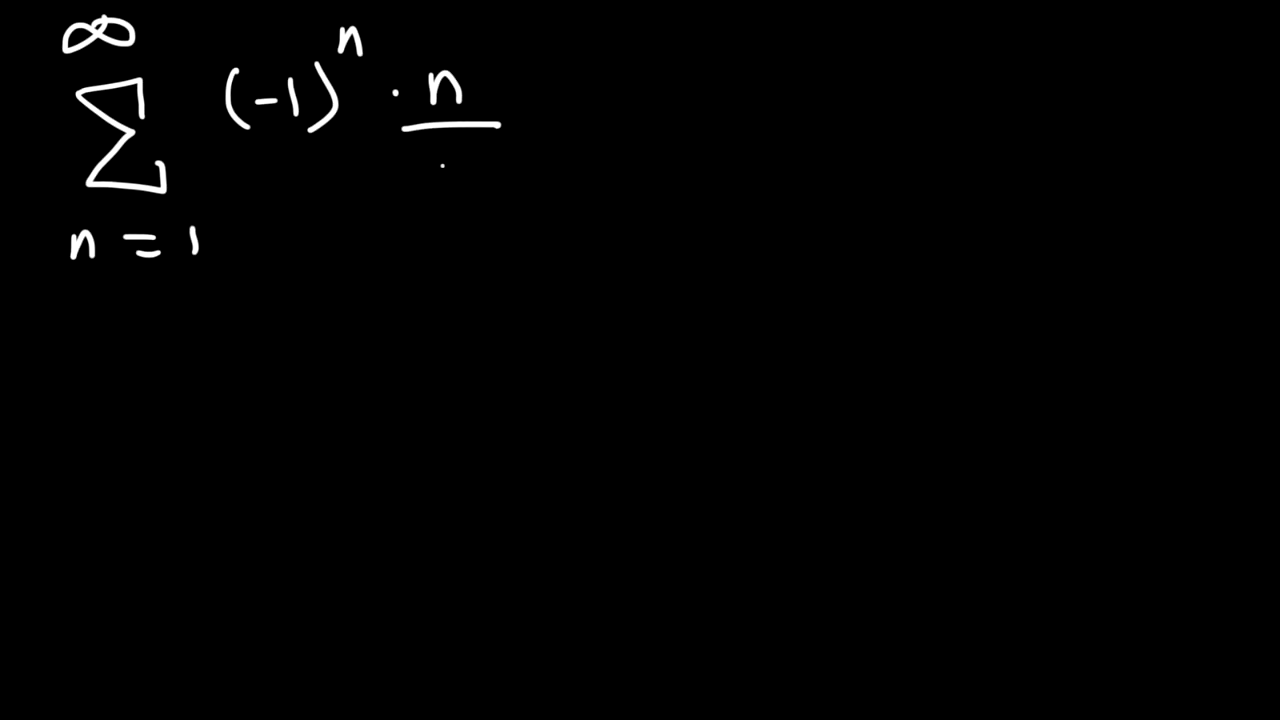 ∞
∑ (-1)^n · n/
n = 1